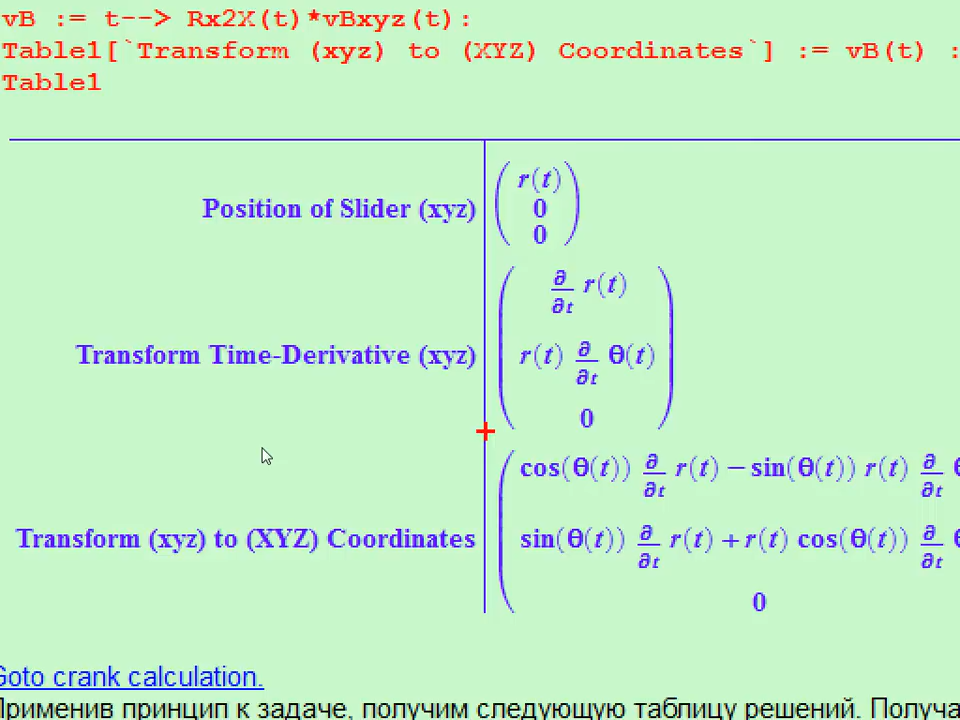 vB := t--> Rx2X(t)*vBxyz(t):
Table1[`Transform (xyz) to (XYZ) Coordinates`] := vB(t) :
Table1
Position of Slider (xyz)
r(t)
0
0
Transform Time-Derivative (xyz)
∂/∂t r(t)
r(t) ∂/∂t θ(t)
0
Transform (xyz) to (XYZ) Coordinates
cos(θ(t)) ∂/∂t r(t) − sin(θ(t)) r(t) ∂/∂t θ
sin(θ(t)) ∂/∂t r(t) + r(t) cos(θ(t)) ∂/∂t θ
0
Goto crank calculation.
Применив принцип к задаче, получим следующую таблицу решений. Получа